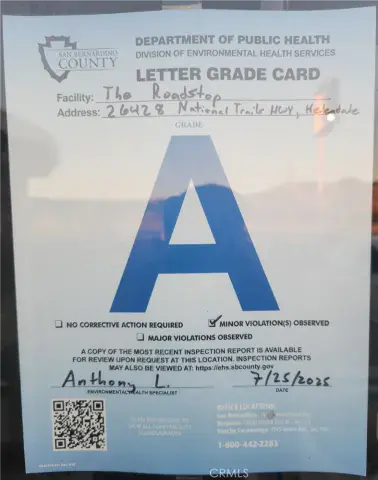 SAN BERNARDINO
COUNTY
DEPARTMENT OF PUBLIC HEALTH
DIVISION OF ENVIRONMENTAL HEALTH SERVICES
LETTER GRADE CARD
Facility: The Roadstop
Address: 26428 National Trails HWY, Helendale
GRADE
A
NO CORRECTIVE ACTION REQUIRED
MINOR VIOLATION(S) OBSERVED
MAJOR VIOLATIONS OBSERVED
A COPY OF THE MOST RECENT INSPECTION REPORT IS AVAILABLE
FOR REVIEW UPON REQUEST AT THIS LOCATION. INSPECTION REPORTS
MAY ALSO BE VIEWED AT: https://ehs.sbcounty.gov
Anthony L. 7/25/2025
ENVIRONMENTAL HEALTH SPECIALIST DATE
OFFICE LOCATIONS
1-800-442-2283
CRMLS